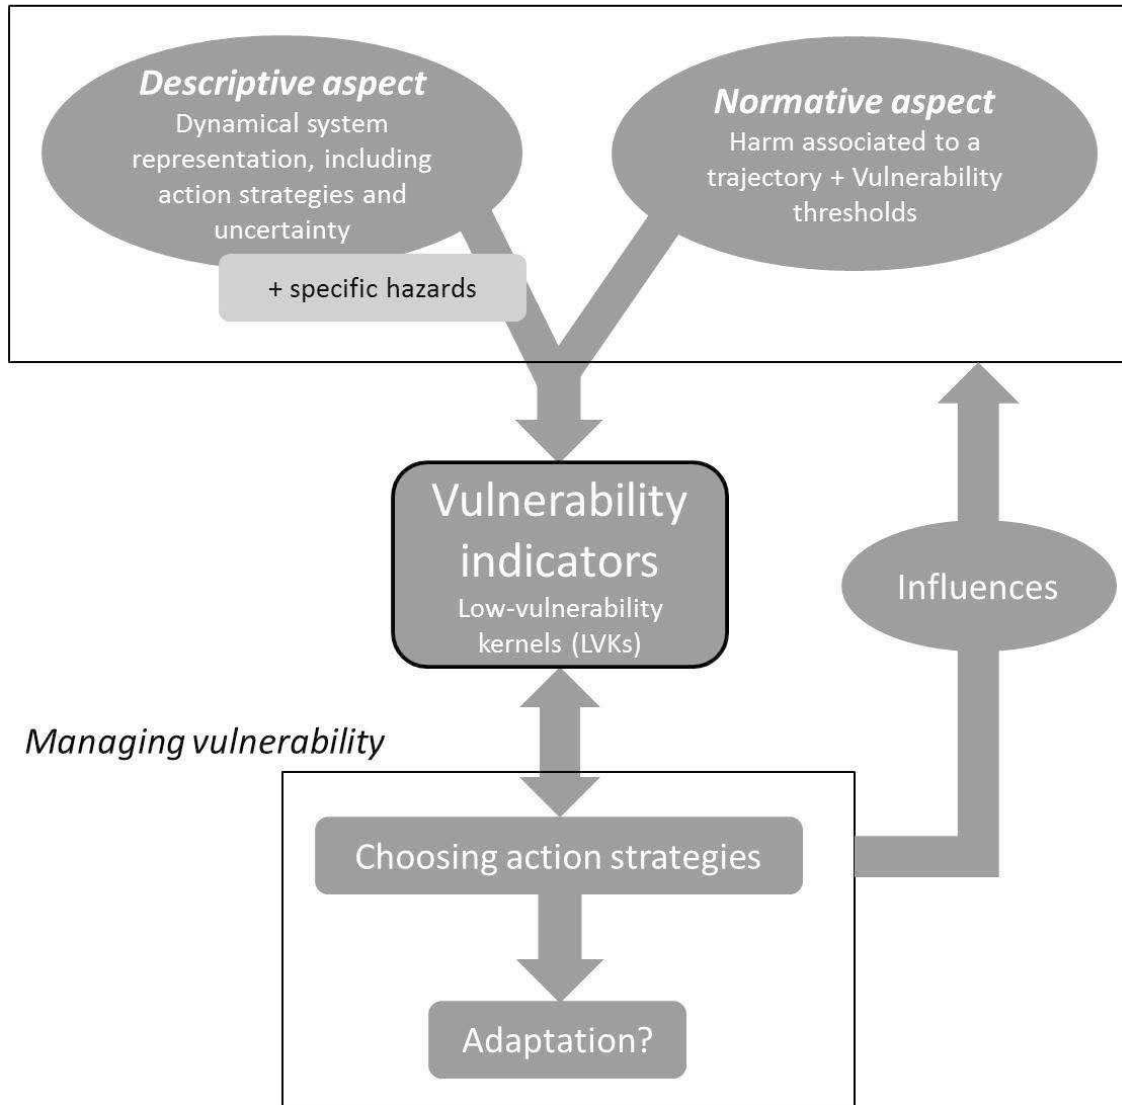 Descriptive aspect
Dynamical system
representation, including
action strategies and
uncertainty
+ specific hazards
Normative aspect
Harm associated to a
trajectory + Vulnerability
thresholds
Vulnerability
indicators
Low-vulnerability
kernels (LVKs)
Influences
Managing vulnerability
Choosing action strategies
Adaptation?